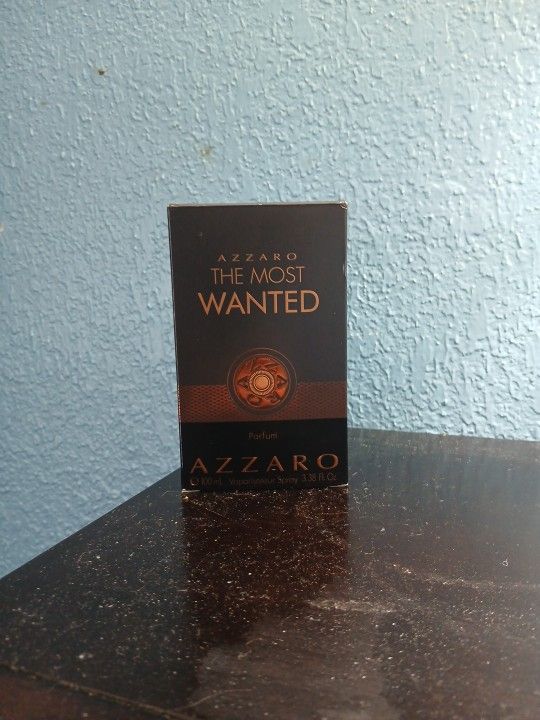 AZZARO
THE MOST
WANTED
Parfum
AZZARO
100 mL Vaporisateur Spray 3.38 Fl. Oz